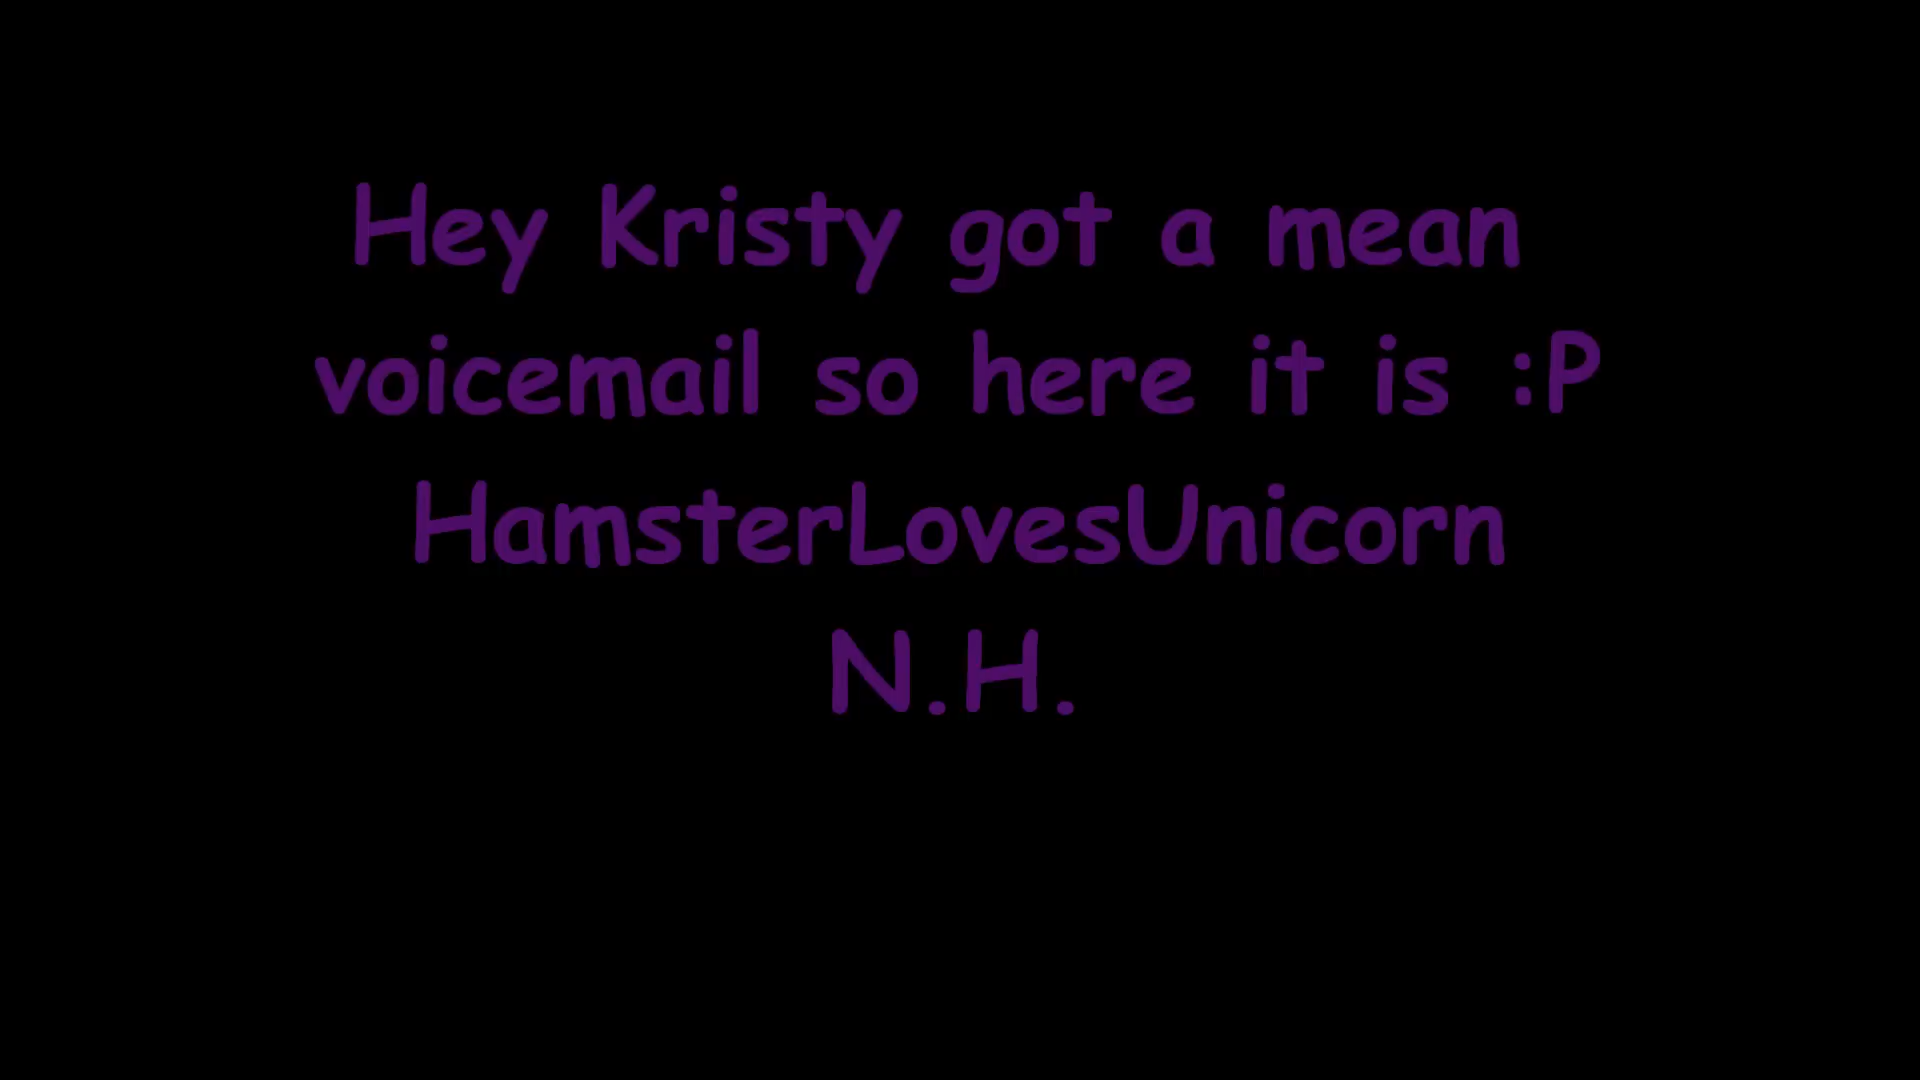 Hey Kristy got a mean
voicemail so here it is :P
HamsterLovesUnicorn
N.H.